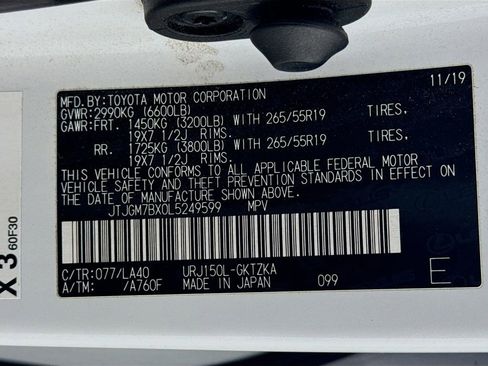 11/19
MFD. BY: TOYOTA MOTOR CORPORATION
GVWR: 2990KG (6600LB)
GAWR: FRT. 1450KG (3200LB) WITH 265/55R19 TIRES,
19X7 1/2J RIMS.
RR. 1725KG (3800LB) WITH 265/55R19 TIRES,
19X7 1/2J RIMS.
THIS VEHICLE CONFORMS TO ALL APPLICABLE FEDERAL MOTOR
VEHICLE SAFETY AND THEFT PREVENTION STANDARDS IN EFFECT ON
THE DATE OF MANUFACTURE SHOWN ABOVE.
JTJGM7BX0L5249599 MPV
C/TR: 077/LA40 URJ150L-GKTZKA
A/TM: /A760F MADE IN JAPAN 099 E
X 3 60F30